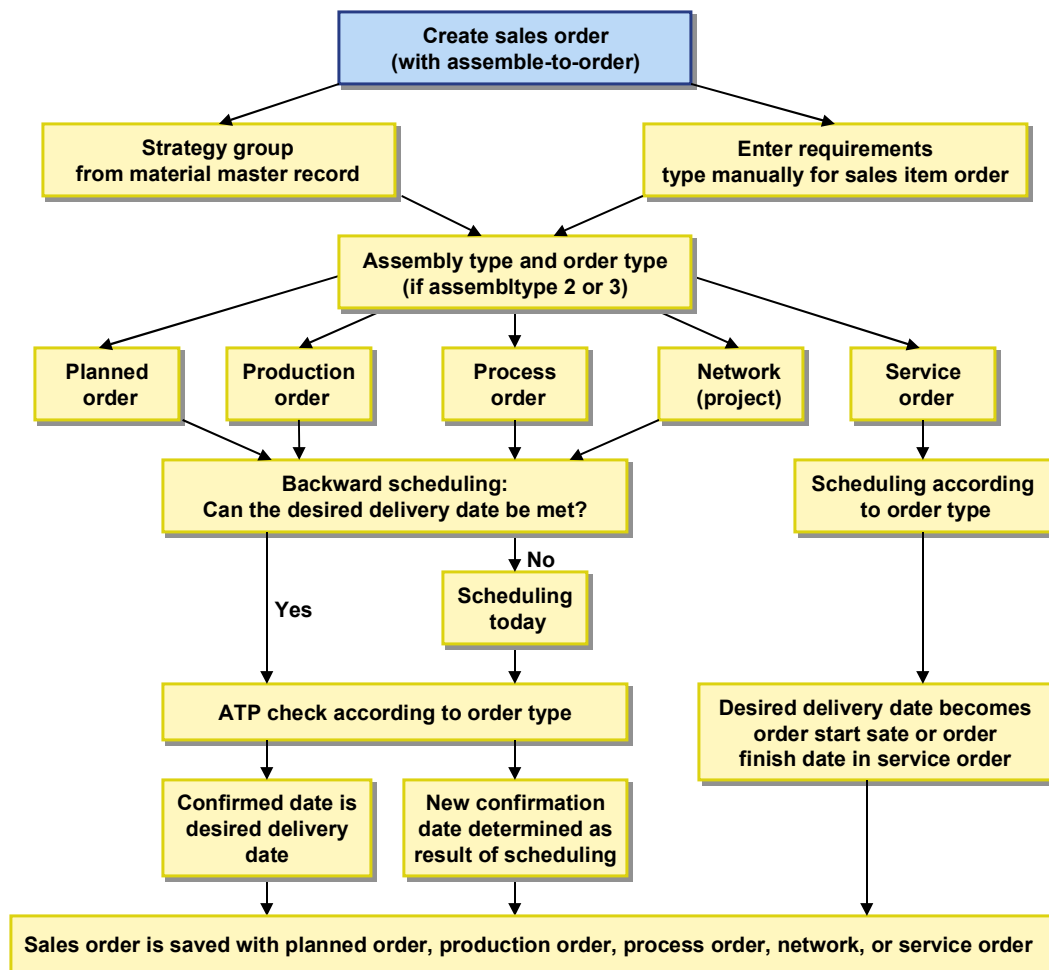 Create sales order
(with assemble-to-order)
Strategy group
from material master record
Enter requirements
type manually for sales item order
Assembly type and order type
(if assembltype 2 or 3)
Planned
order
Production
order
Process
order
Network
(project)
Service
order
Backward scheduling:
Can the desired delivery date be met?
Scheduling according
to order type
No
Yes
Scheduling
today
ATP check according to order type
Desired delivery date becomes
order start sate or order
finish date in service order
Confirmed date is
desired delivery
date
New confirmation
date determined as
result of scheduling
Sales order is saved with planned order, production order, process order, network, or service order